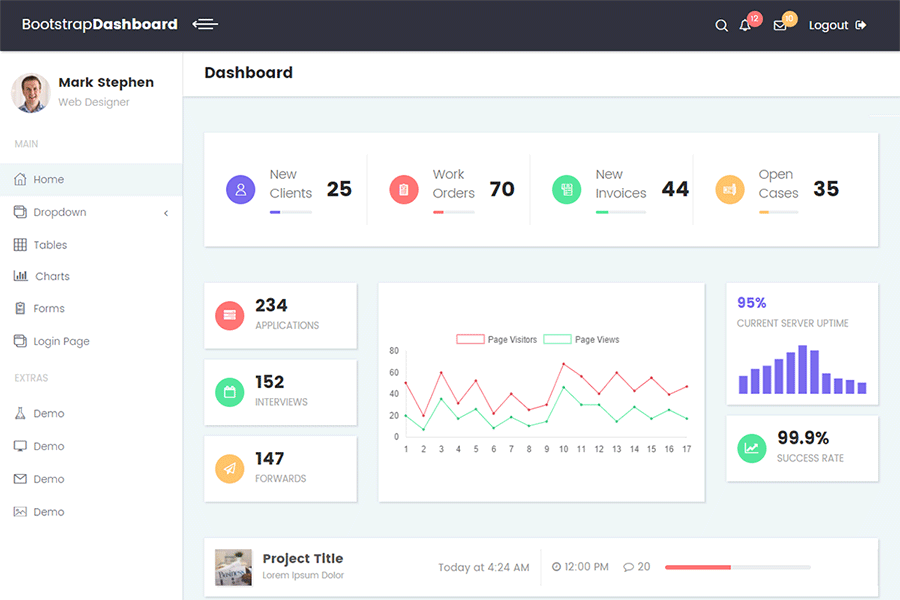 BootstrapDashboard
12
10
Logout
Mark Stephen
Web Designer
MAIN
Home
Dropdown
Tables
Charts
Forms
Login Page
EXTRAS
Demo
Demo
Demo
Demo
Dashboard
New
Clients
25
Work
Orders
70
New
Invoices
44
Open
Cases
35
234
APPLICATIONS
152
INTERVIEWS
147
FORWARDS
Page Visitors
Page Views
80
60
40
20
0
1 2 3 4 5 6 7 8 9 10 11 12 13 14 15 16 17
95%
CURRENT SERVER UPTIME
99.9%
SUCCESS RATE
Business
Project Title
Lorem Ipsum Dolor
Today at 4:24 AM
12:00 PM
20